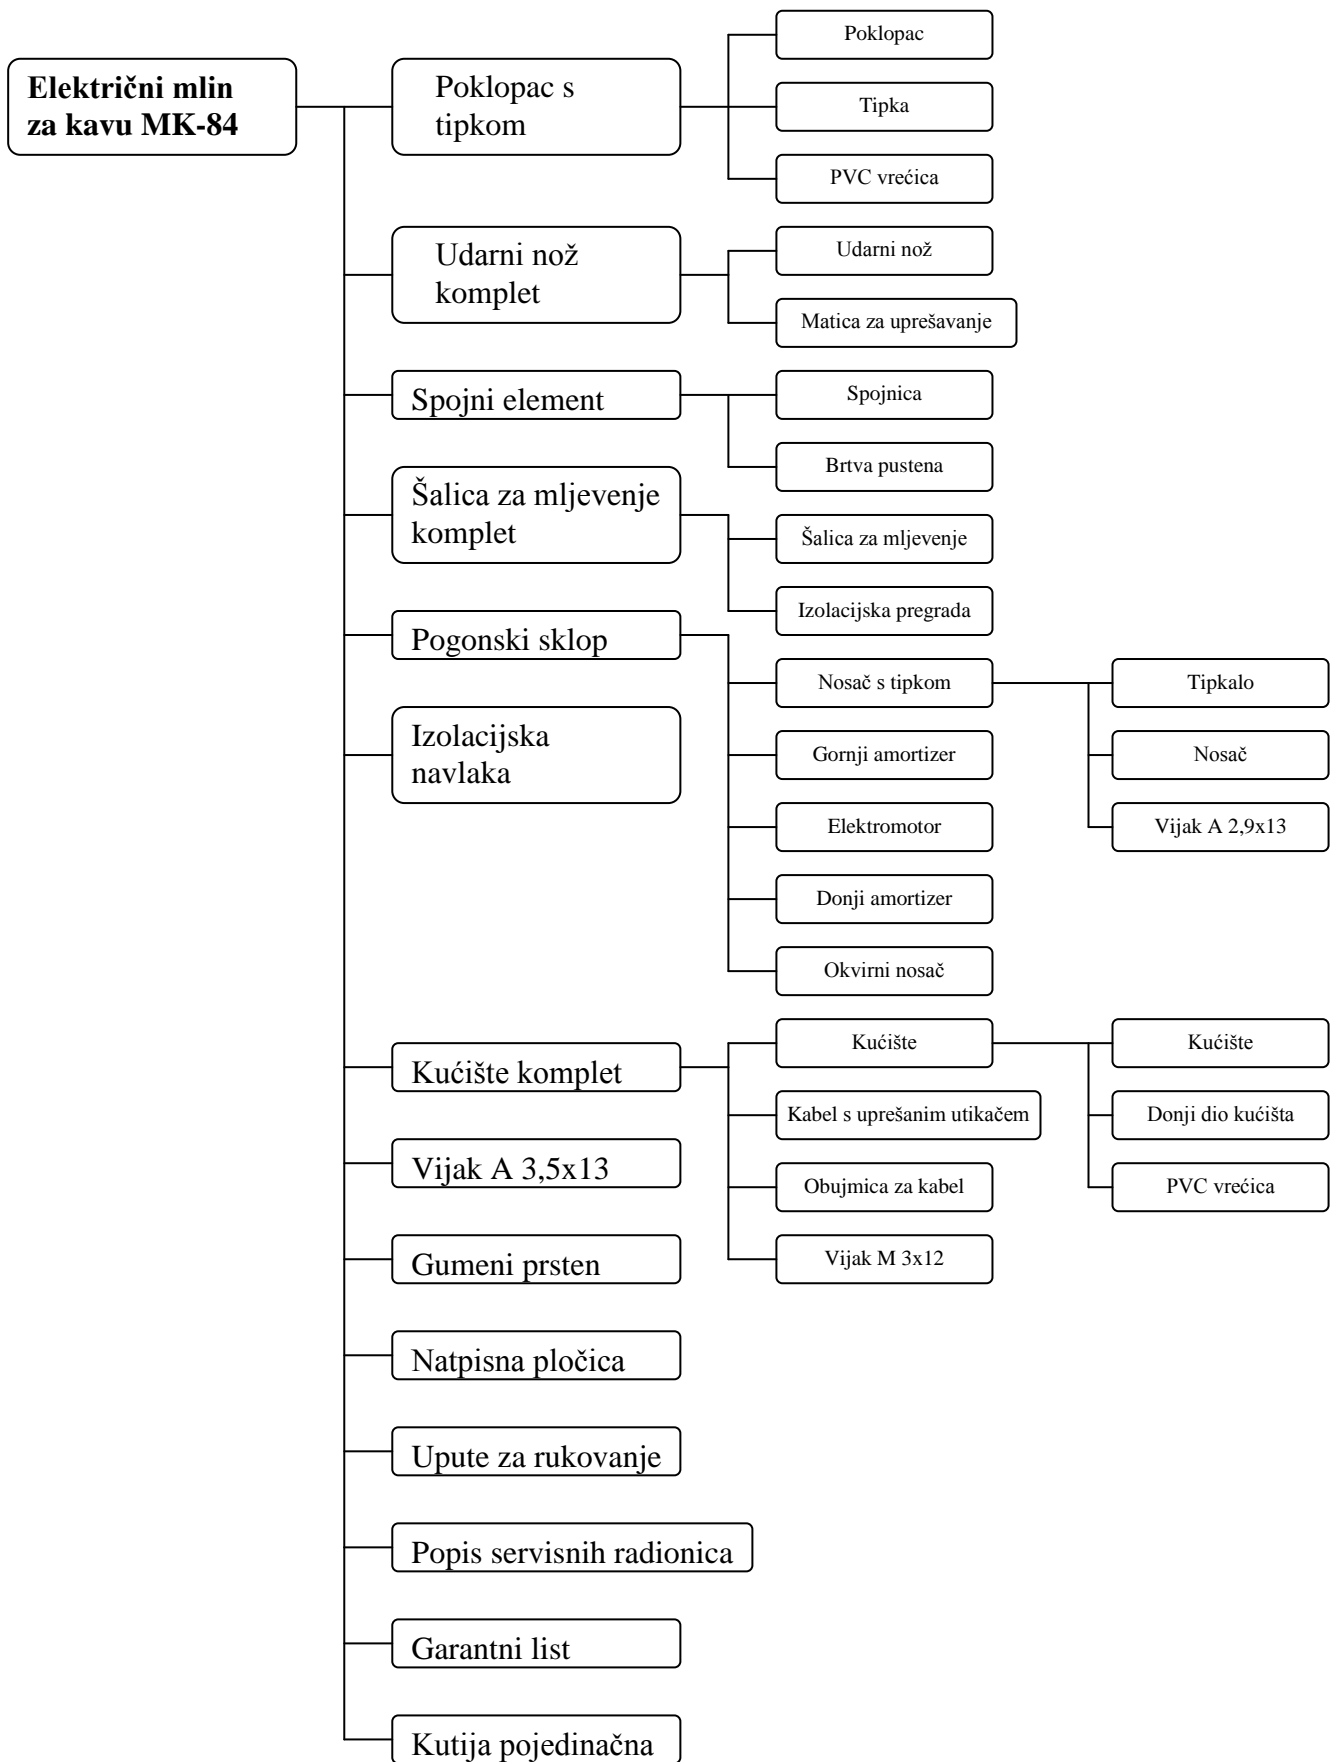 Električni mlin
za kavu MK-84
Poklopac s
tipkom
Poklopac
Tipka
PVC vrećica
Udarni nož
komplet
Udarni nož
Matica za uprešavanje
Spojni element
Spojnica
Brtva pustena
Šalica za mljevenje
komplet
Šalica za mljevenje
Izolacijska pregrada
Pogonski sklop
Nosač s tipkom
Tipkalo
Nosač
Vijak A 2,9x13
Gornji amortizer
Elektromotor
Donji amortizer
Okvirni nosač
Izolacijska
navlaka
Kućište komplet
Kućište
Kućište
Donji dio kućišta
PVC vrećica
Kabel s uprešanim utikačem
Obujmica za kabel
Vijak M 3x12
Vijak A 3,5x13
Gumeni prsten
Natpisna pločica
Upute za rukovanje
Popis servisnih radionica
Garantni list
Kutija pojedinačna